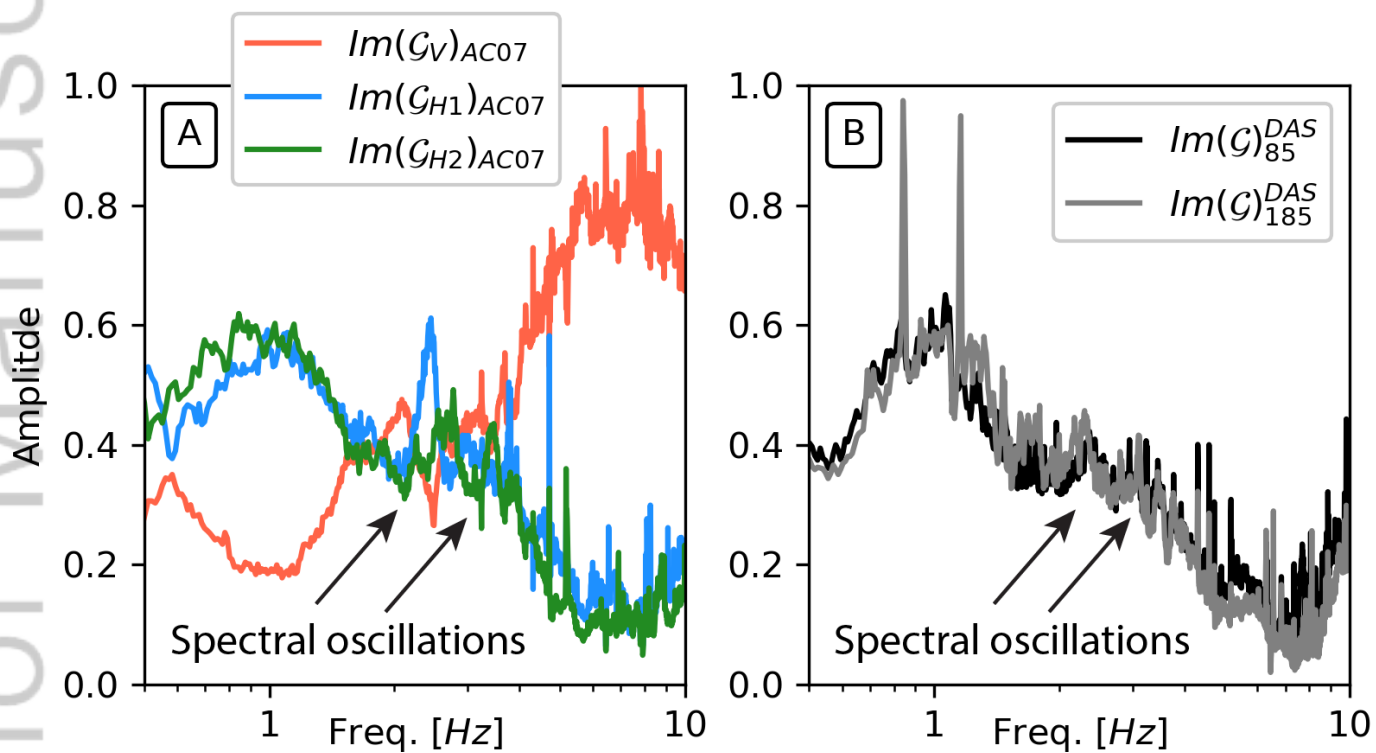 Im(𝒢V)AC07
Im(𝒢H1)AC07
Im(𝒢H2)AC07
A
1.0
0.8
0.6
0.4
0.2
0.0
Amplitde
Spectral oscillations
1
10
Freq. [Hz]
B
Im(𝒢)85DAS
Im(𝒢)185DAS
1.0
0.8
0.6
0.4
0.2
0.0
Spectral oscillations
1
10
Freq. [Hz]